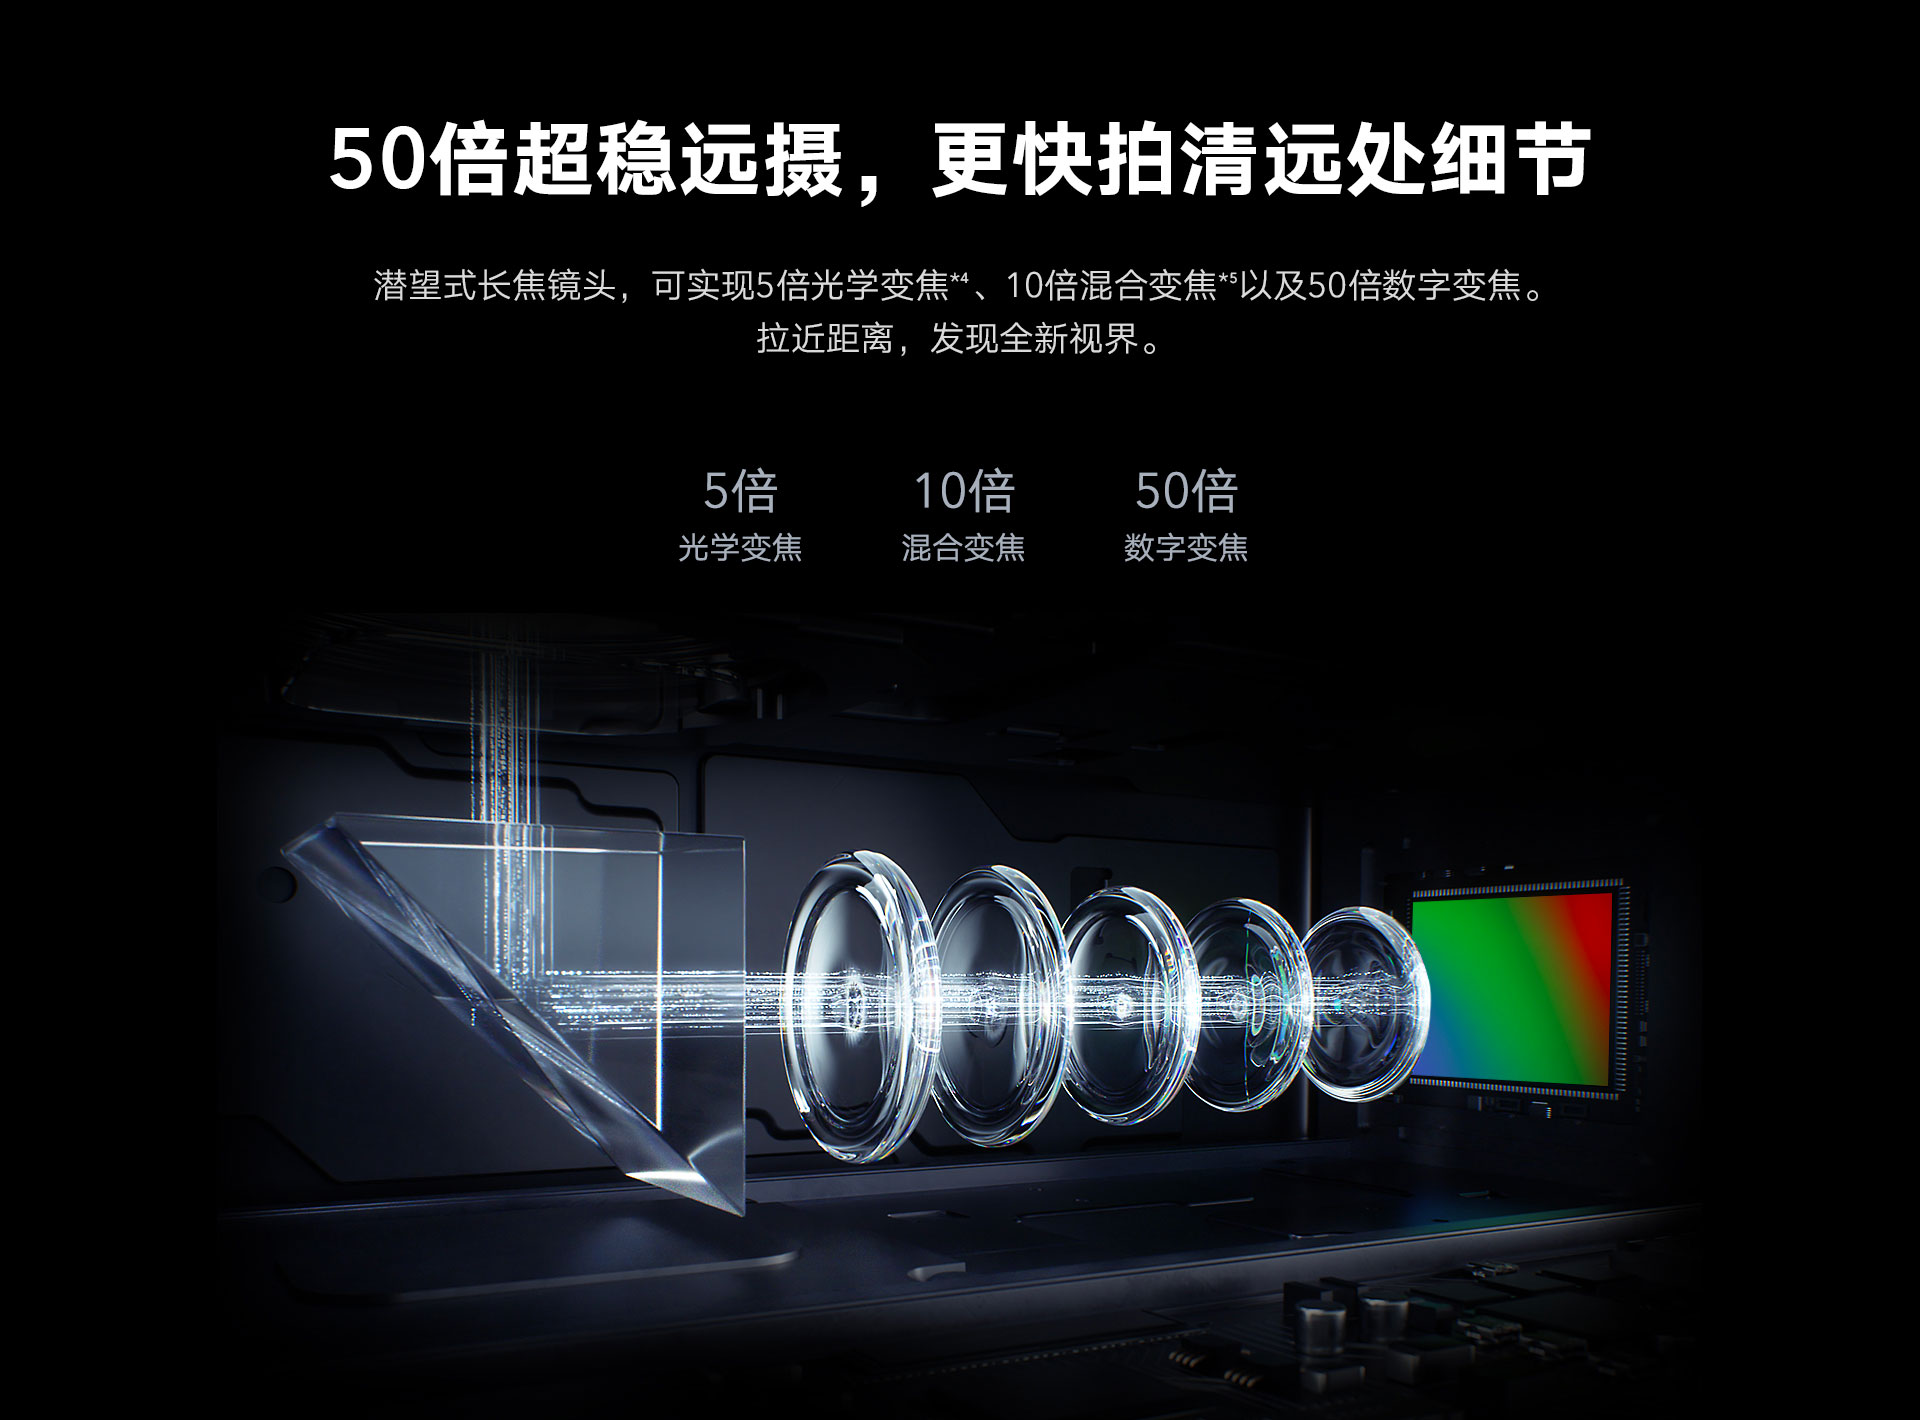 50倍超稳远摄，更快拍清远处细节
潜望式长焦镜头，可实现5倍光学变焦*4、10倍混合变焦*5以及50倍数字变焦。
拉近距离，发现全新视界。
5倍 10倍 50倍
光学变焦 混合变焦 数字变焦